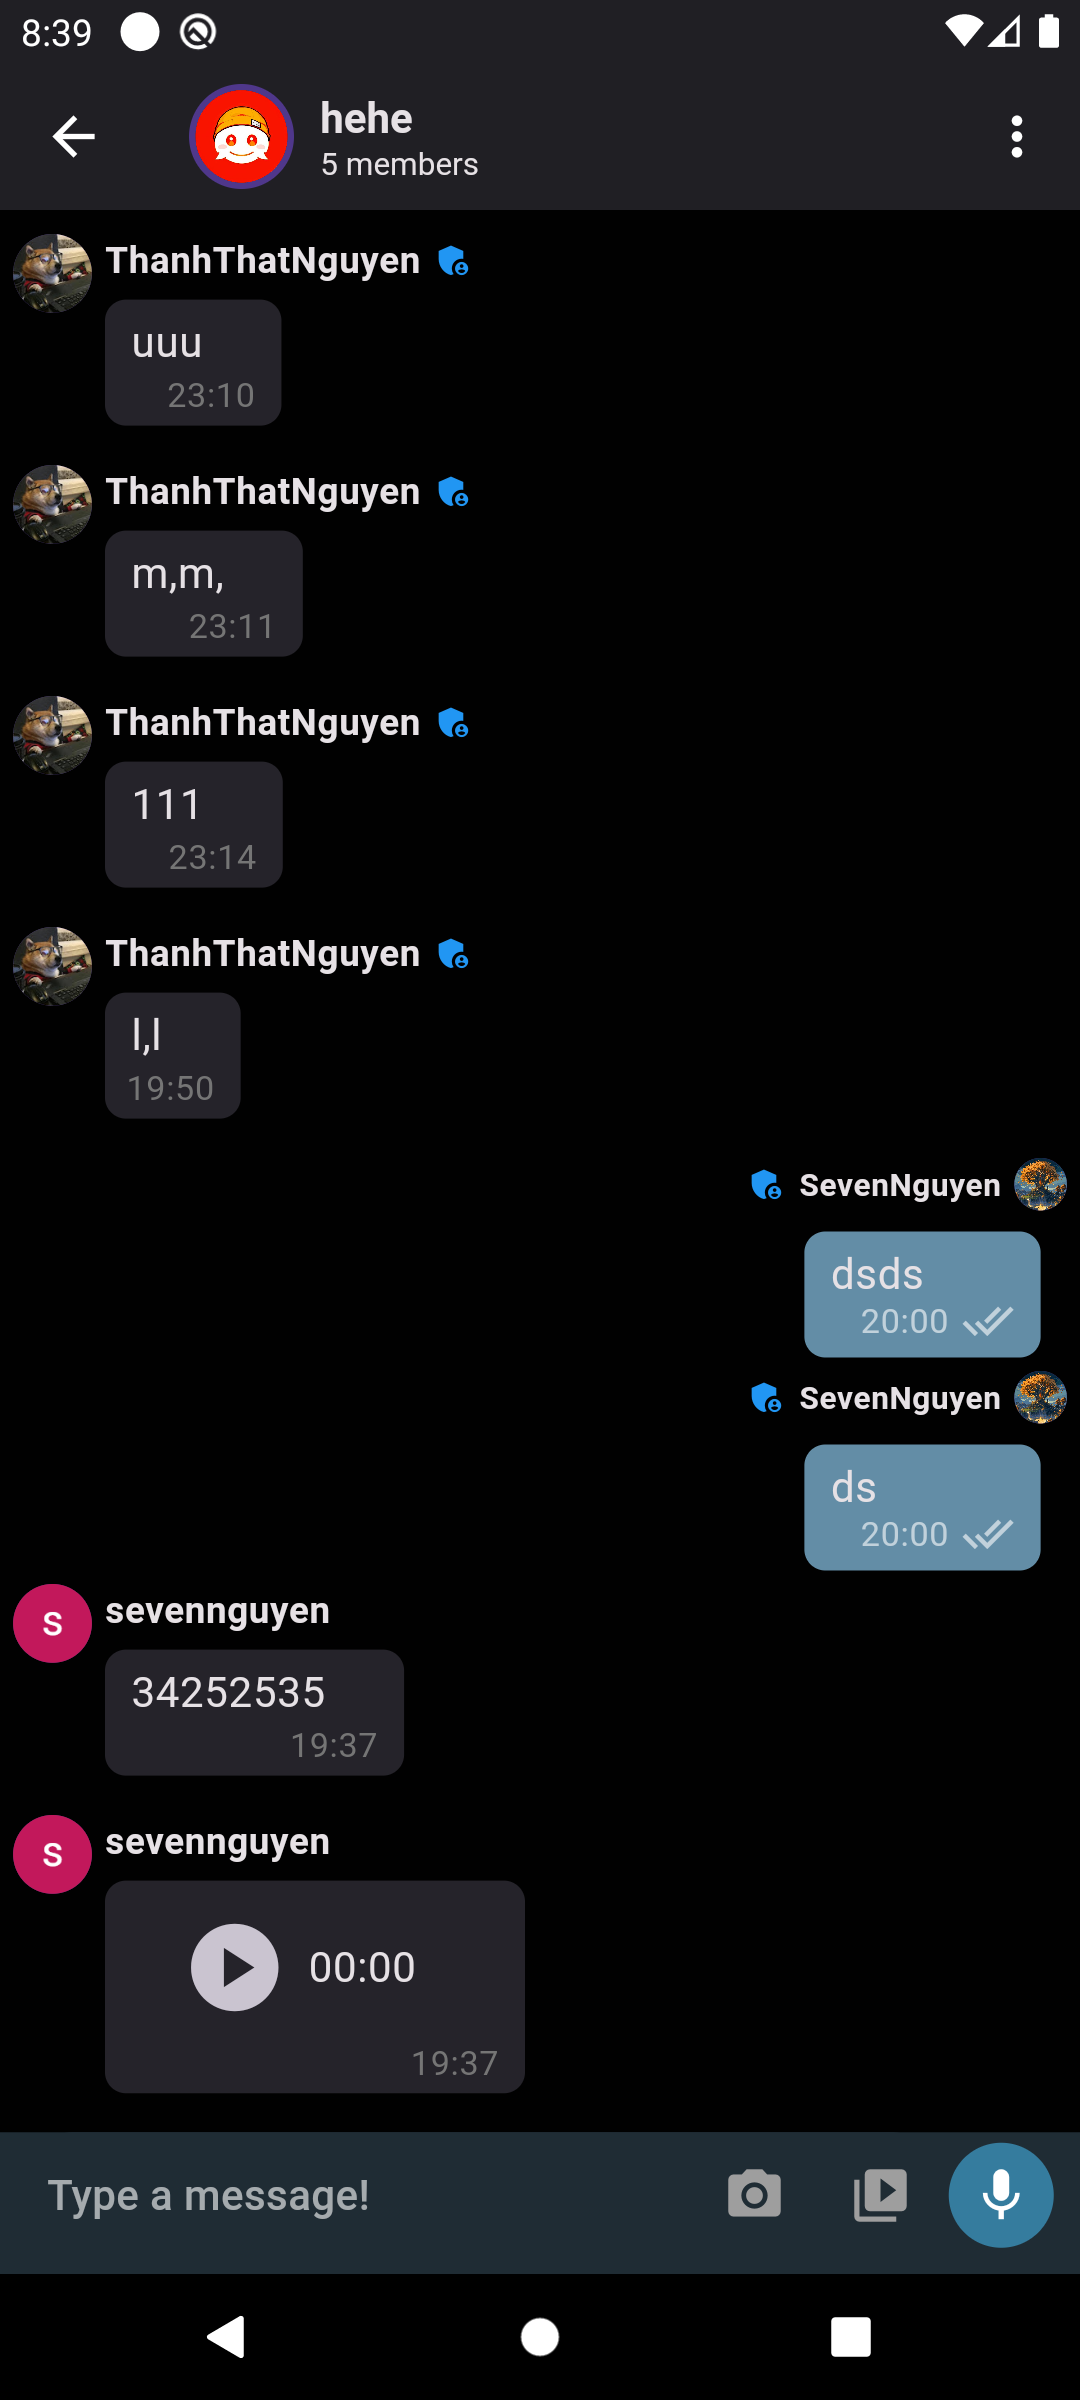 8:39
hehe
5 members
ThanhThatNguyen
uuu
23:10
ThanhThatNguyen
m,m,
23:11
ThanhThatNguyen
111
23:14
ThanhThatNguyen
l,l
19:50
SevenNguyen
dsds
20:00
SevenNguyen
ds
20:00
S
sevennguyen
34252535
19:37
S
sevennguyen
00:00
19:37
Type a message!